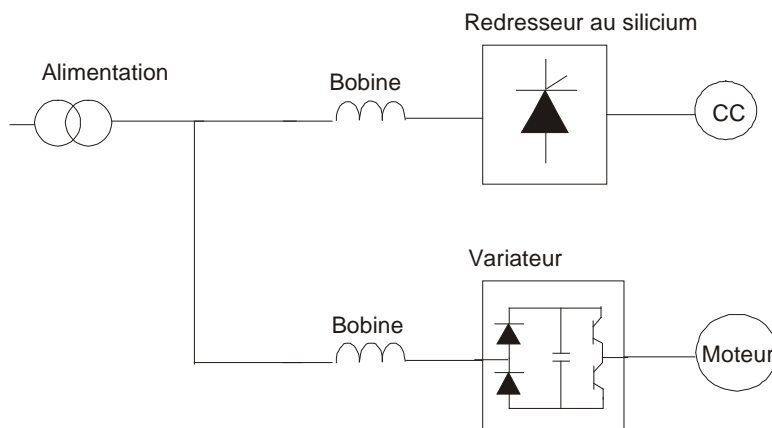 Redresseur au silicium
Alimentation
Bobine
CC
Variateur
Bobine
Moteur